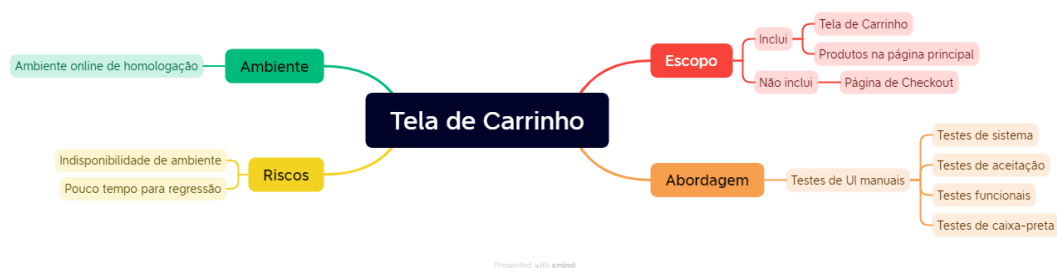 Tela de Carrinho
Escopo
Inclui
Tela de Carrinho
Produtos na página principal
Não inclui
Página de Checkout
Abordagem
Testes de UI manuais
Testes de sistema
Testes de aceitação
Testes funcionais
Testes de caixa-preta
Ambiente
Ambiente online de homologação
Riscos
Indisponibilidade de ambiente
Pouco tempo para regressão
Presented with xmind